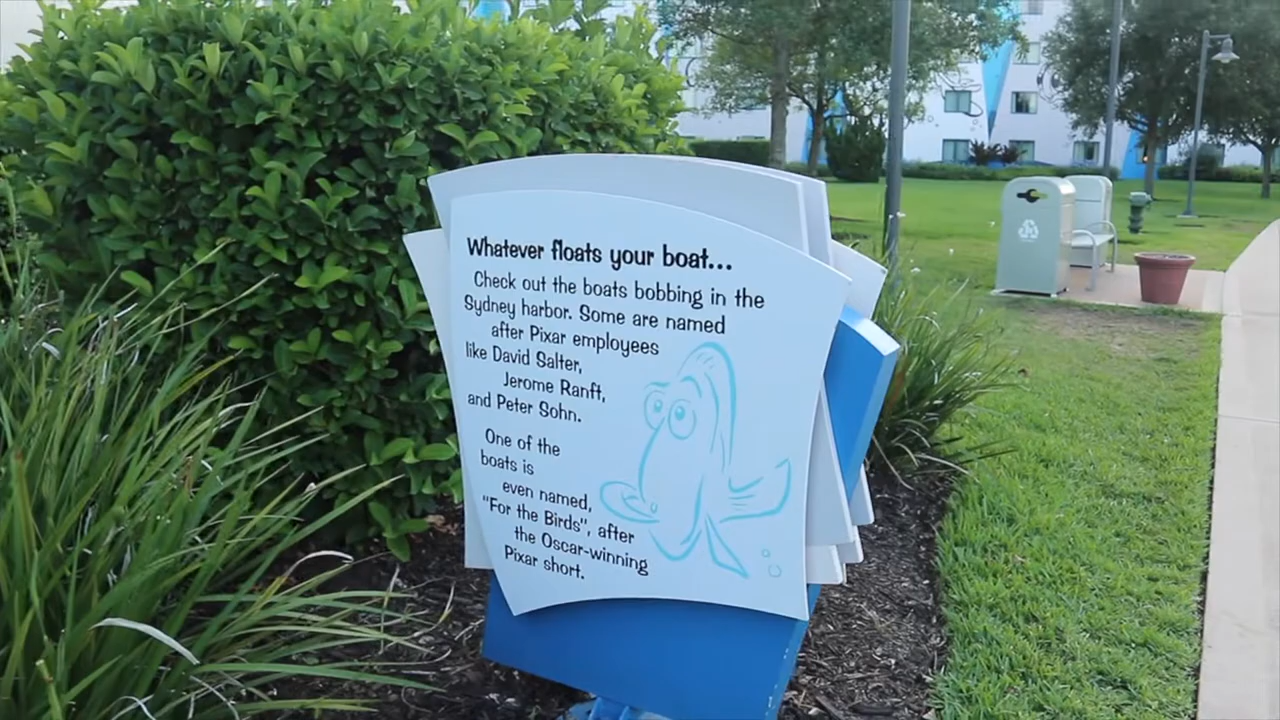 Whatever floats your boat...
Check out the boats bobbing in the
Sydney harbor. Some are named
after Pixar employees
like David Salter,
Jerome Ranft,
and Peter Sohn.
One of the
boats is
even named,
"For the Birds", after
the Oscar-winning
Pixar short.